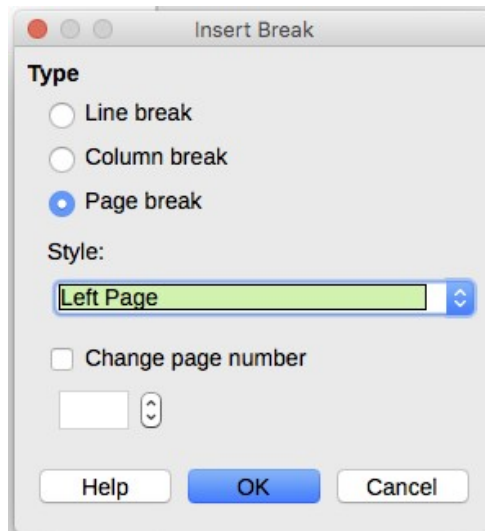 Insert Break
Type
Line break
Column break
Page break
Style:
Left Page
Change page number
Help OK Cancel